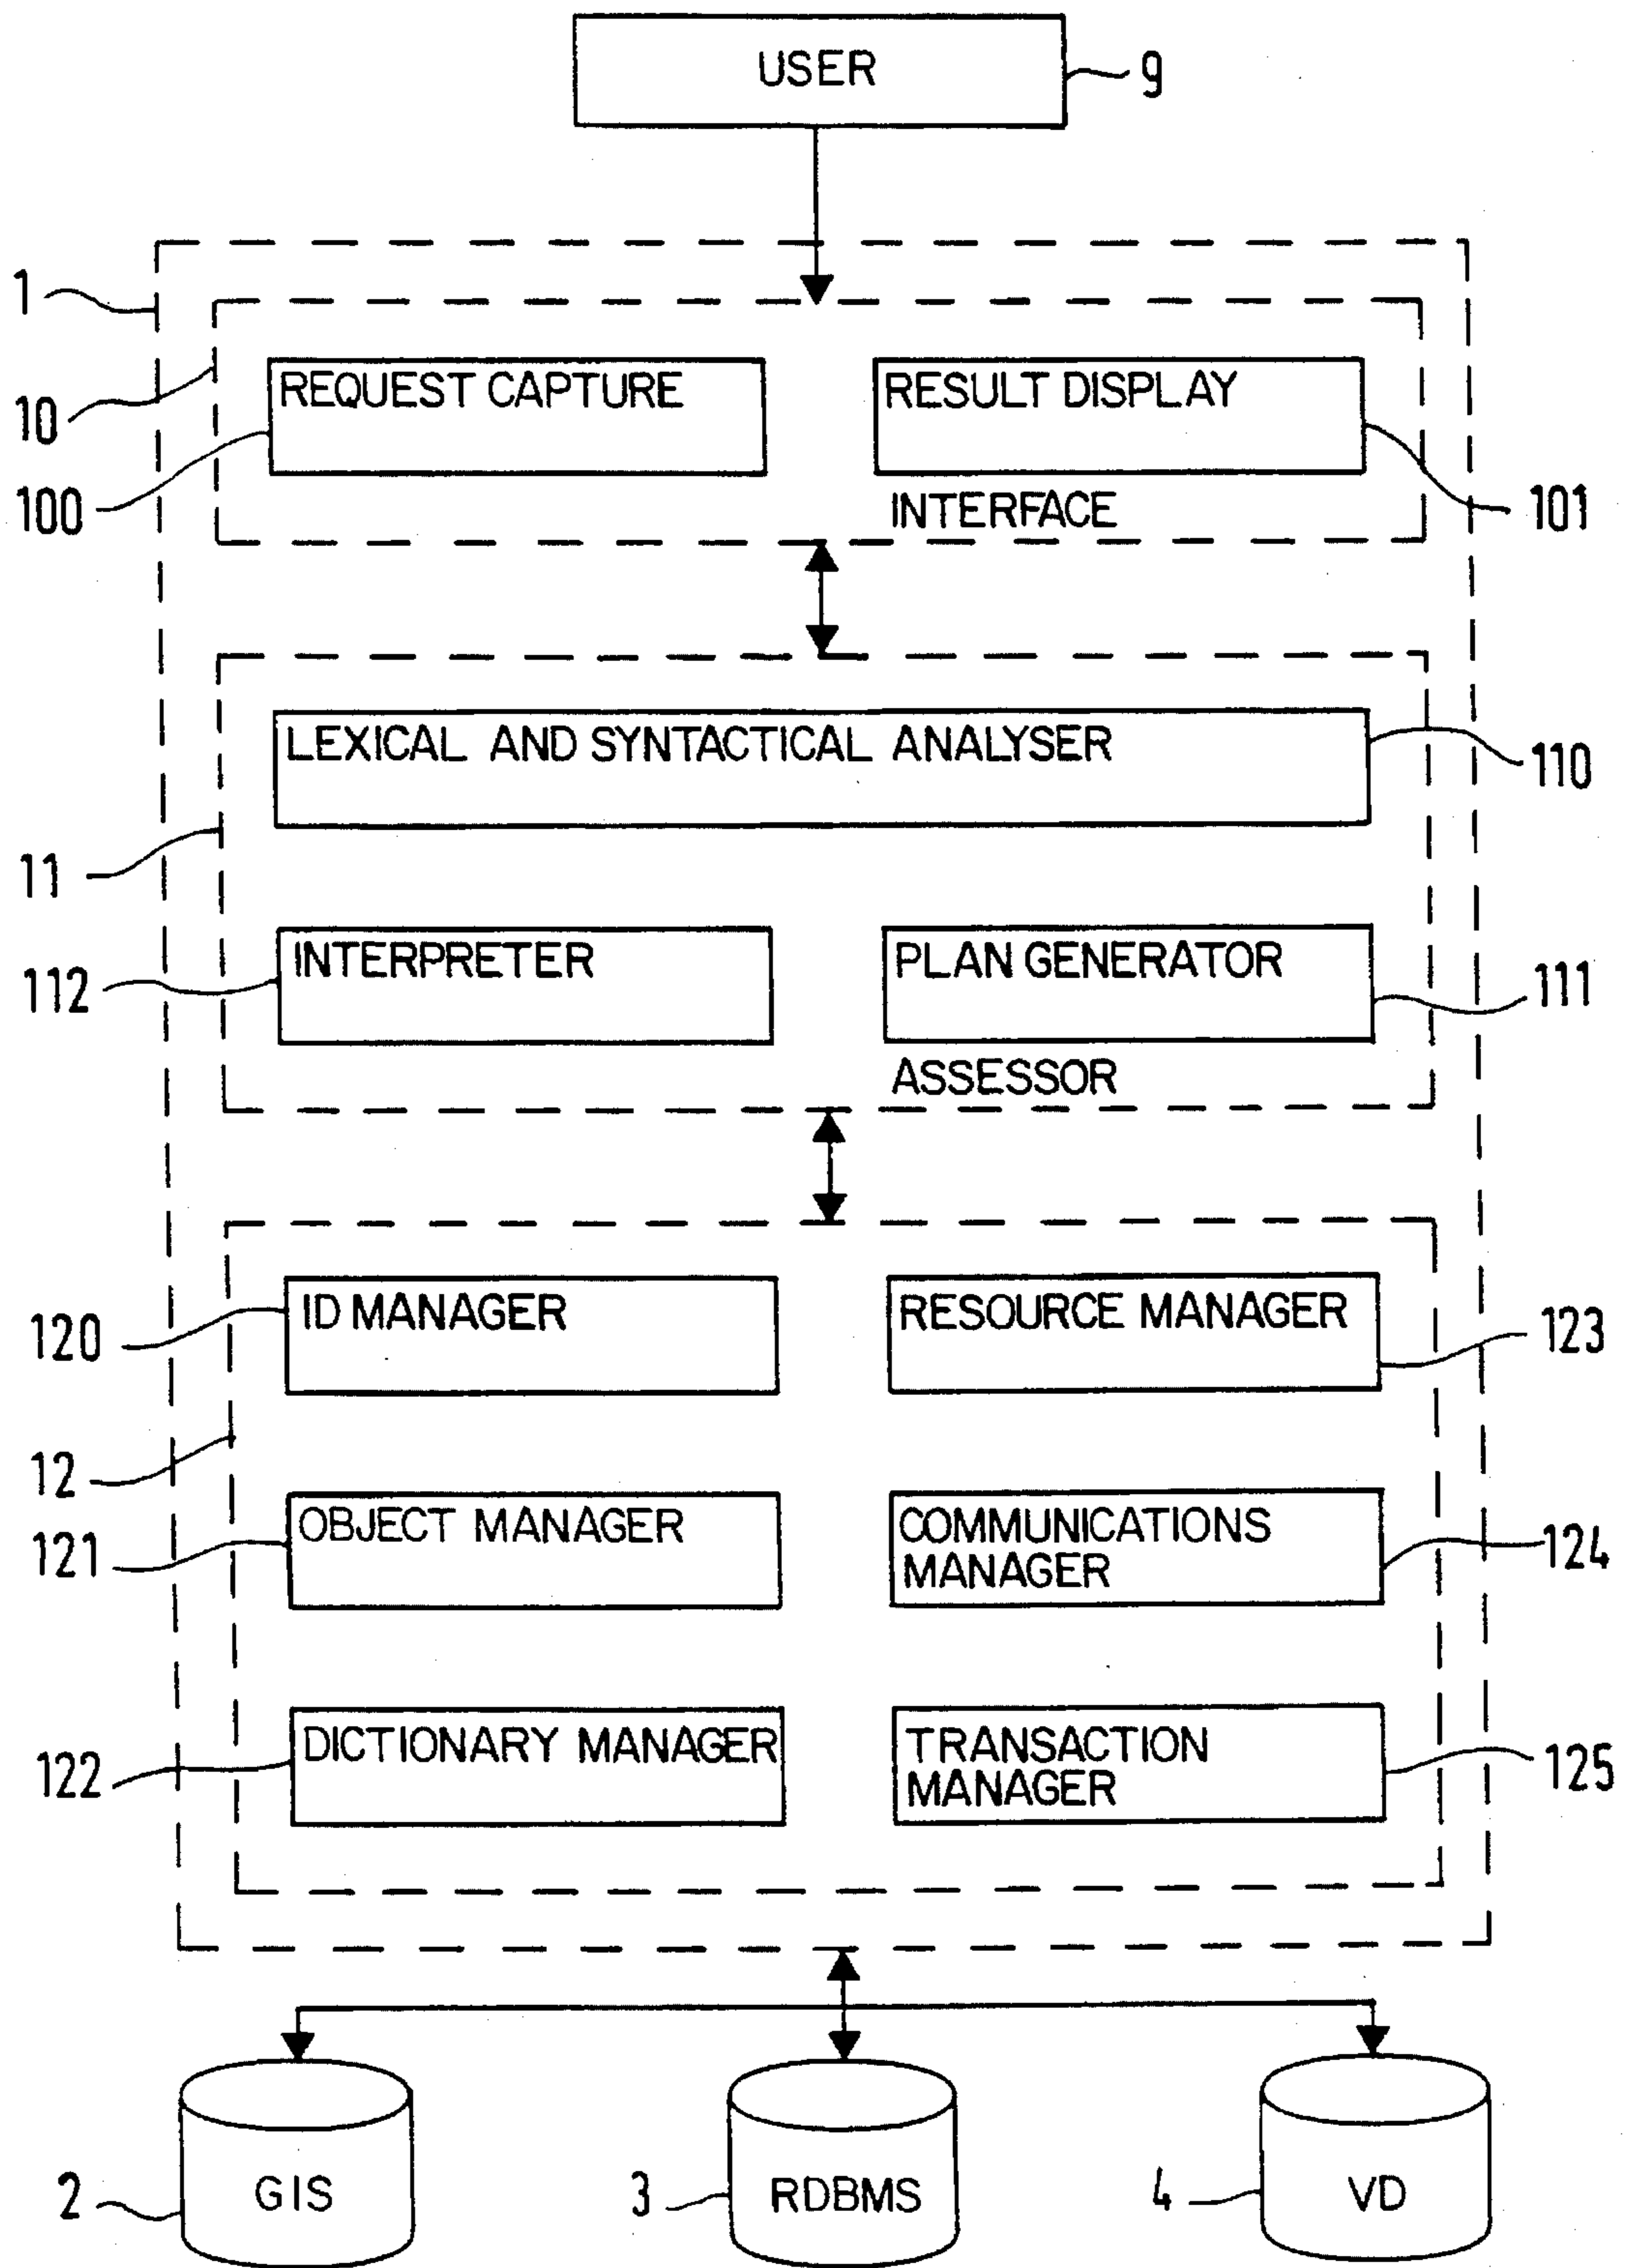 USER
9
1
10
REQUEST CAPTURE
RESULT DISPLAY
100
INTERFACE
101
LEXICAL AND SYNTACTICAL ANALYSER
110
11
INTERPRETER
PLAN GENERATOR
112
111
ASSESSOR
ID MANAGER
RESOURCE MANAGER
120
123
12
OBJECT MANAGER
COMMUNICATIONS
MANAGER
121
124
DICTIONARY MANAGER
TRANSACTION
MANAGER
122
125
2
GIS
3
RDBMS
4
VD